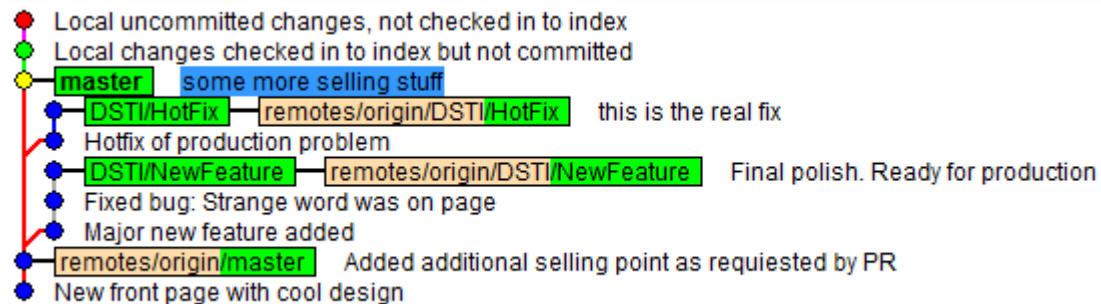 Local uncommitted changes, not checked in to index
Local changes checked in to index but not committed
master some more selling stuff
DSTI/HotFix remotes/origin/DSTI/HotFix this is the real fix
Hotfix of production problem
DSTI/NewFeature remotes/origin/DSTI/NewFeature Final polish. Ready for production
Fixed bug: Strange word was on page
Major new feature added
remotes/origin/master Added additional selling point as requiested by PR
New front page with cool design